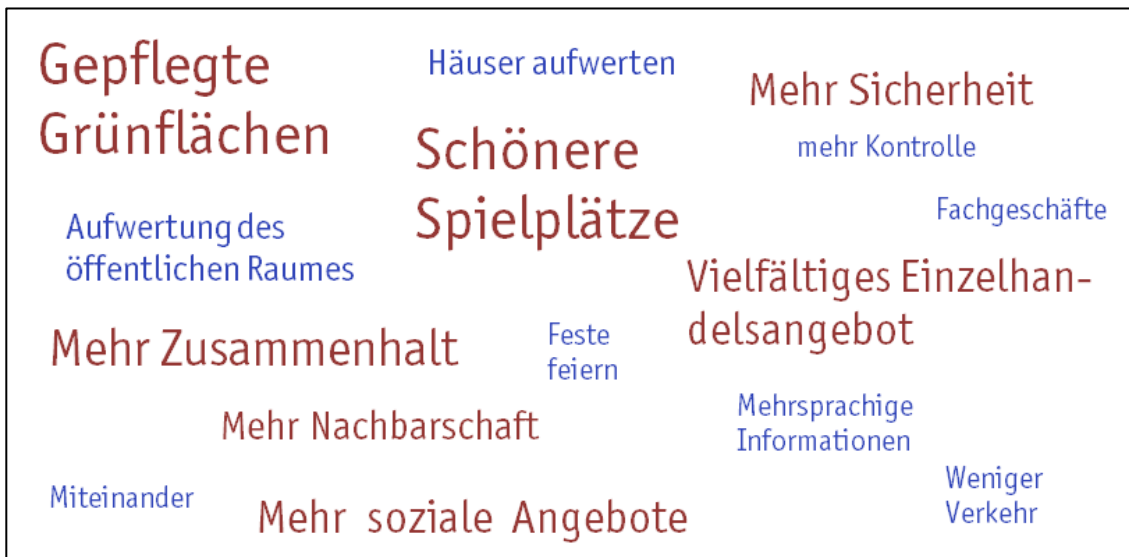 Gepflegte
Grünflächen
Häuser aufwerten
Schönere
Spielplätze
Mehr Sicherheit
mehr Kontrolle
Fachgeschäfte
Aufwertung des
öffentlichen Raumes
Vielfältiges Einzelhan-
delsangebot
Mehr Zusammenhalt
Feste
feiern
Mehr Nachbarschaft
Mehrsprachige
Informationen
Miteinander
Mehr soziale Angebote
Weniger
Verkehr